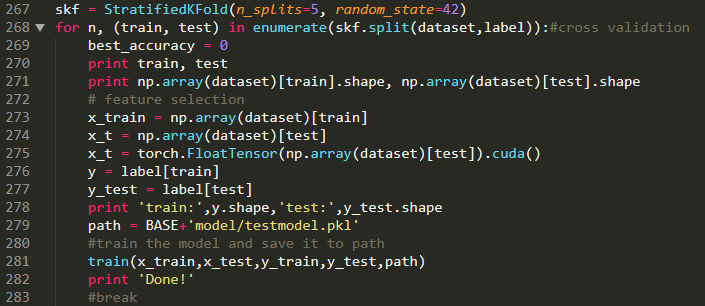 267 skf = StratifiedKFold(n_splits=5, random_state=42)
268 ▼ for n, (train, test) in enumerate(skf.split(dataset,label)):#cross validation
269 best_accuracy = 0
270 print train, test
271 print np.array(dataset)[train].shape, np.array(dataset)[test].shape
272 # feature selection
273 x_train = np.array(dataset)[train]
274 x_t = np.array(dataset)[test]
275 x_t = torch.FloatTensor(np.array(dataset)[test]).cuda()
276 y = label[train]
277 y_test = label[test]
278 print 'train:',y.shape,'test:',y_test.shape
279 path = BASE+'model/testmodel.pkl'
280 #train the model and save it to path
281 train(x_train,x_test,y_train,y_test,path)
282 print 'Done!'
283 #break